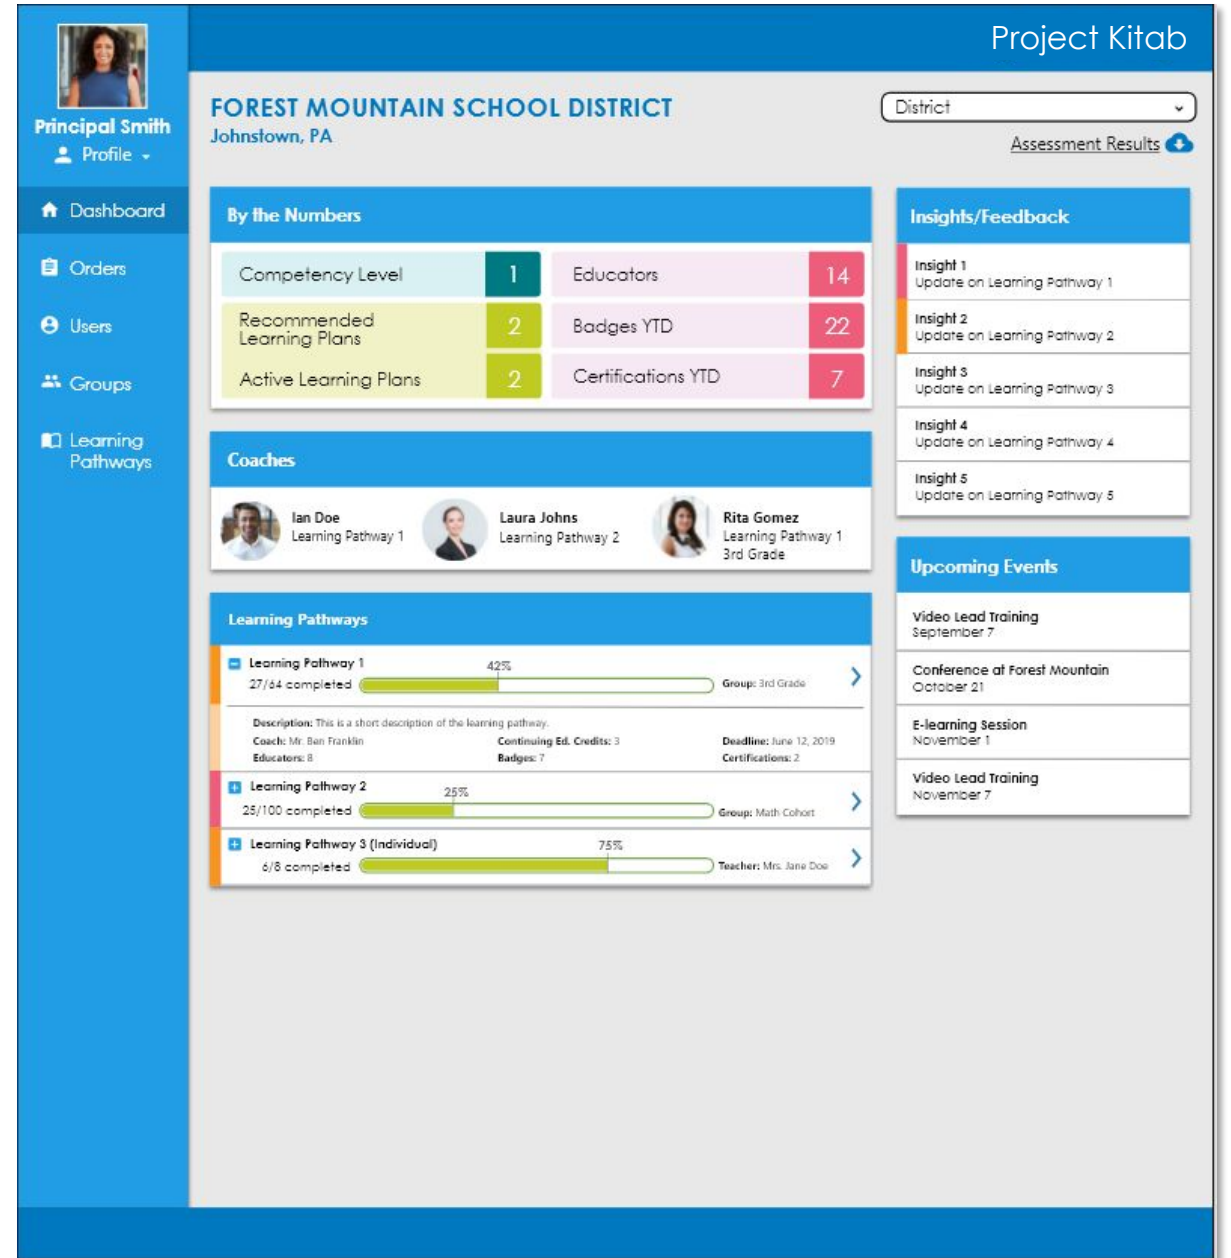 Project Kitab
Principal Smith
Profile
Dashboard
Orders
Users
Groups
Learning
Pathways
FOREST MOUNTAIN SCHOOL DISTRICT
Johnstown, PA
District
Assessment Results
By the Numbers
Competency Level 1
Recommended
Learning Plans 2
Active Learning Plans 2
Educators 14
Badges YTD 22
Certifications YTD 7
Coaches
Ian Doe
Learning Pathway 1
Laura Johns
Learning Pathway 2
Rita Gomez
Learning Pathway 1
3rd Grade
Learning Pathways
Learning Pathway 1 42%
27/64 completed Group: 3rd Grade
Description: This is a short description of the learning pathway.
Coach: Mr. Ben Franklin Continuing Ed. Credits: 3 Deadline: June 12, 2019
Educators: 8 Badges: 7 Certifications: 2
Learning Pathway 2 25%
25/100 completed Group: Math Cohort
Learning Pathway 3 (Individual) 75%
6/8 completed Teacher: Mrs. Jane Doe
Insights/Feedback
Insight 1
Update on Learning Pathway 1
Insight 2
Update on Learning Pathway 2
Insight 3
Update on Learning Pathway 3
Insight 4
Update on Learning Pathway 4
Insight 5
Update on Learning Pathway 5
Upcoming Events
Video Lead Training
September 7
Conference at Forest Mountain
October 21
E-learning Session
November 1
Video Lead Training
November 7